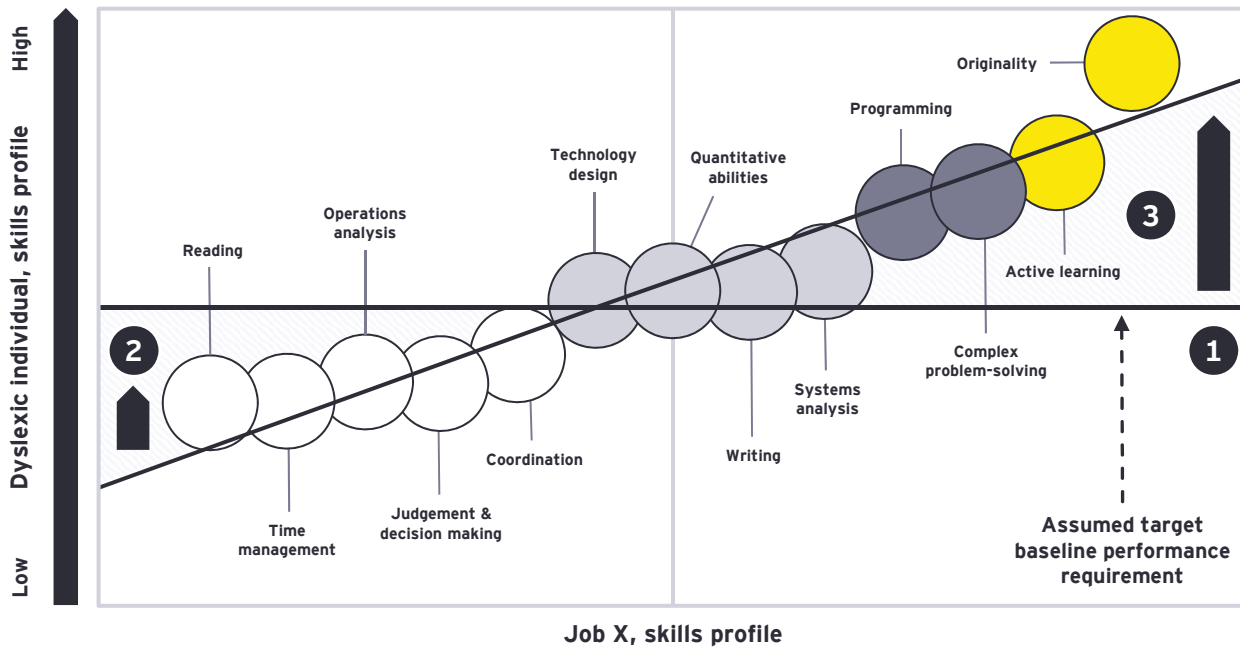 High
Dyslexic individual, skills profile
Low
Originality
Programming
Technology
design
Quantitative
abilities
Operations
analysis
Reading
3
Active learning
2
1
Complex
problem-solving
Systems
analysis
Coordination
Writing
Judgement &
decision making
Time
management
Assumed target
baseline performance
requirement
Job X, skills profile